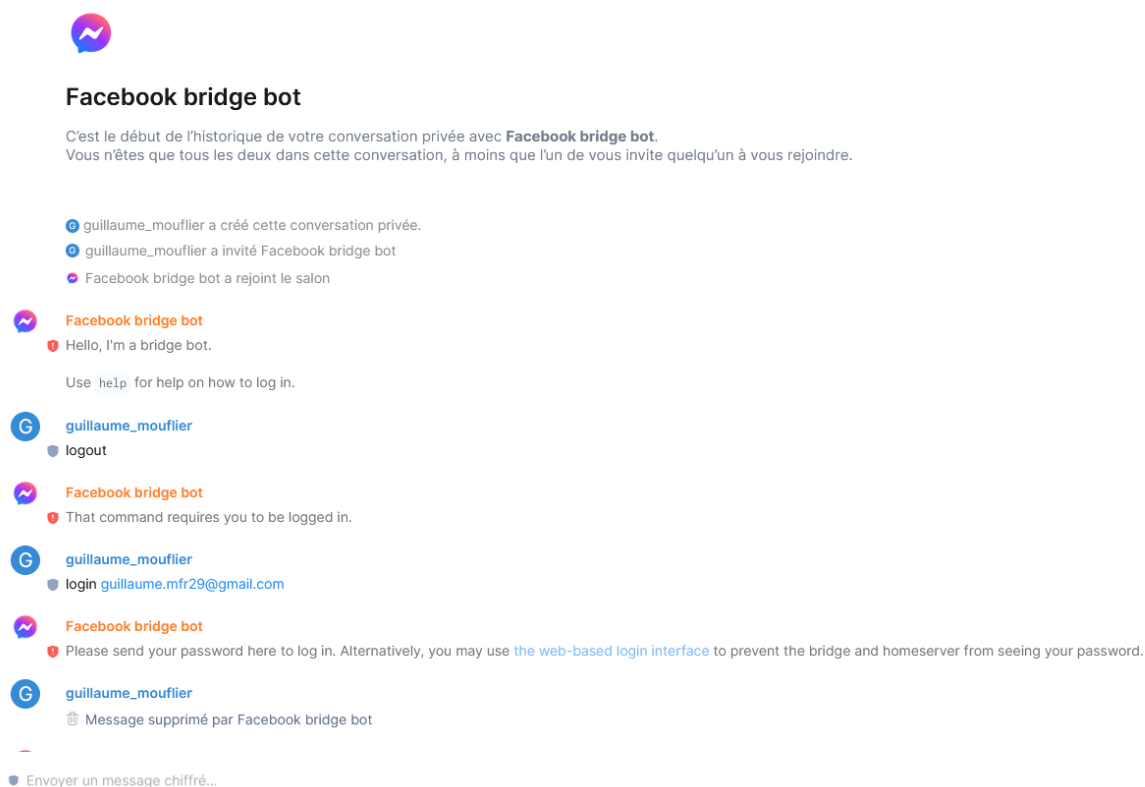 Facebook bridge bot
C'est le début de l'historique de votre conversation privée avec Facebook bridge bot.
Vous n'êtes que tous les deux dans cette conversation, à moins que l'un de vous invite quelqu'un à vous rejoindre.
G guillaume_mouflier a créé cette conversation privée.
G guillaume_mouflier a invité Facebook bridge bot
Facebook bridge bot a rejoint le salon
Facebook bridge bot
Hello, I'm a bridge bot.
Use help for help on how to log in.
G guillaume_mouflier
logout
Facebook bridge bot
That command requires you to be logged in.
G guillaume_mouflier
login guillaume.mfr29@gmail.com
Facebook bridge bot
Please send your password here to log in. Alternatively, you may use the web-based login interface to prevent the bridge and homeserver from seeing your password.
G guillaume_mouflier
Message supprimé par Facebook bridge bot
Envoyer un message chiffré...